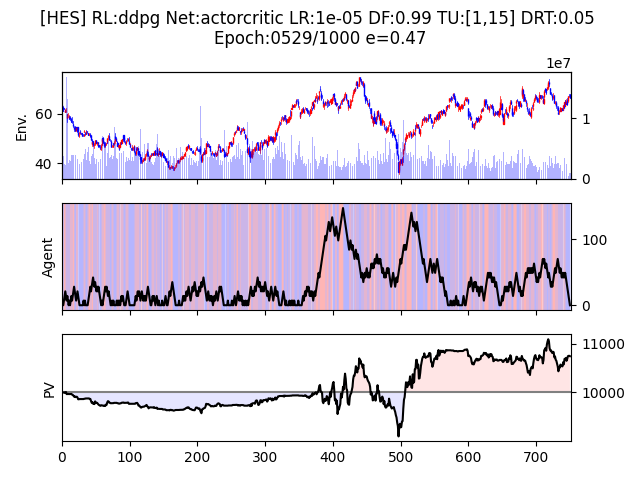 [HES] RL:ddpg Net:actorcritic LR:1e-05 DF:0.99 TU:[1,15] DRT:0.05
Epoch:0529/1000 e=0.47
1e7
Env.
60
40
1
0
Agent
100
0
PV
11000
10000
0 100 200 300 400 500 600 700